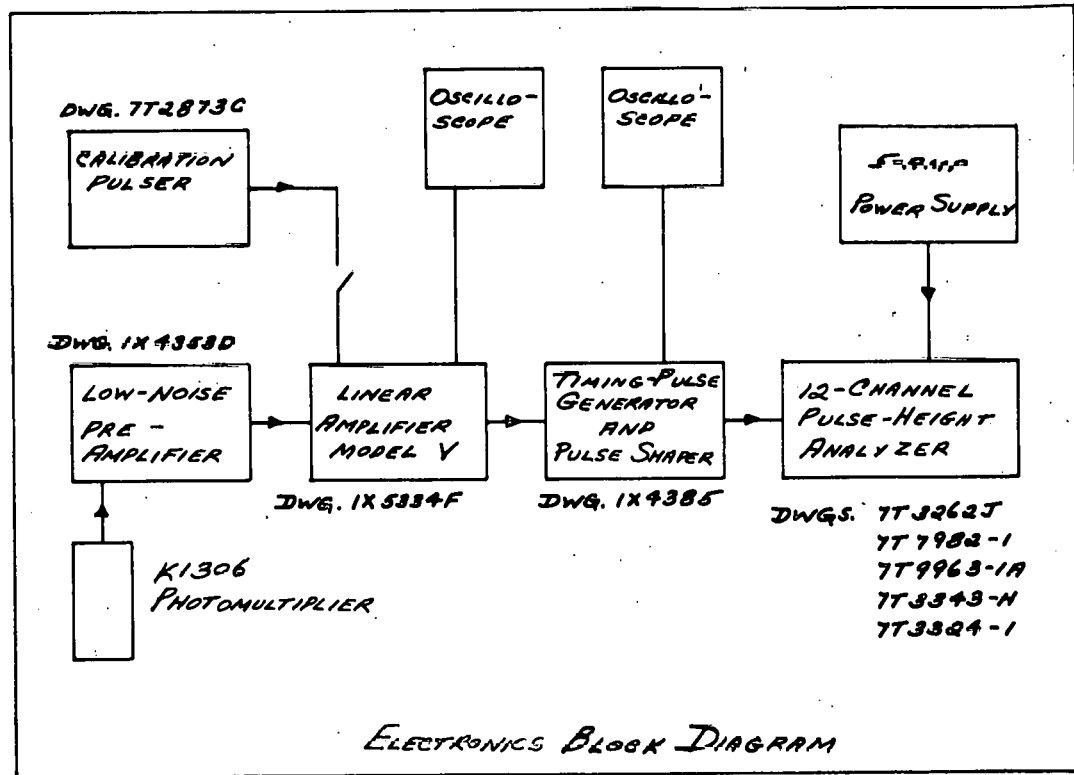 DWG. 7T2873C
CALIBRATION
PULSER
OSCILLO-
SCOPE
OSCILLO-
SCOPE
POWER SUPPLY
DWG. 1X4353D
LOW-NOISE
PRE-
AMPLIFIER
LINEAR
AMPLIFIER
MODEL V
DWG. 1X5334F
TIMING-PULSE
GENERATOR
AND
PULSE SHAPER
DWG. 1X4385
12-CHANNEL
PULSE-HEIGHT
ANALYZER
DWGS. 7T3262J
7T7982-1
7T9963-1A
7T3343-H
7T3324-1
K1306
PHOTOMULTIPLIER
ELECTRONICS BLOCK DIAGRAM